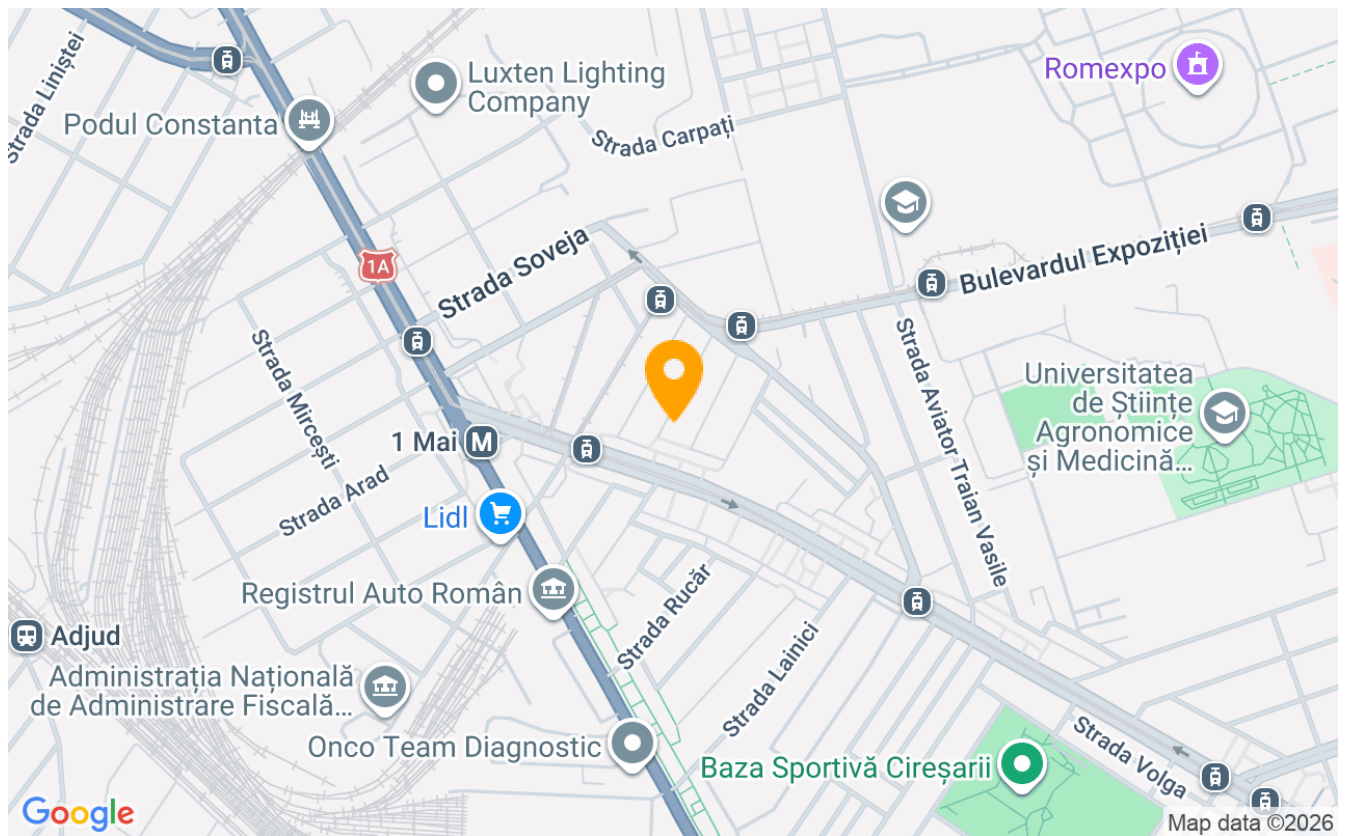 Strada Liniștei
Podul Constanta
Luxten Lighting
Company
Romexpo
Strada Carpați
1A
Strada Soveja
Bulevardul Expoziției
Strada Mircești
Strada Aviator Traian Vasile
Universitatea
de Științe
Agronomice
și Medicină...
1 Mai
M
Strada Arad
Lidl
Registrul Auto Român
Strada Rucăr
Strada Lainici
Adjud
Administrația Națională
de Administrare Fiscală...
Onco Team Diagnostic
Baza Sportivă Cireșarii
Strada Volga
Google
Map data ©2026